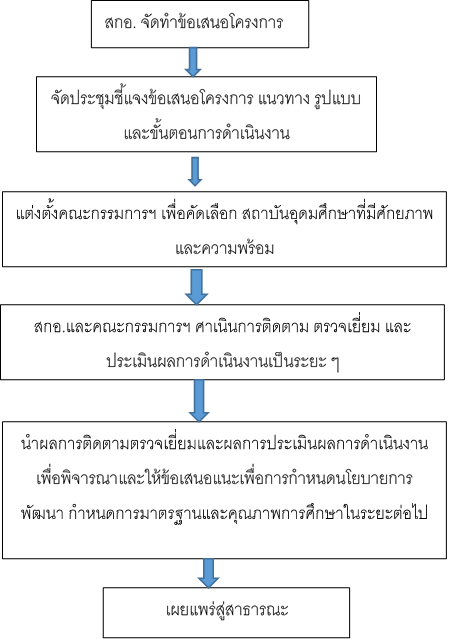 สกอ. จัดทำข้อเสนอโครงการ
จัดประชุมชี้แจงข้อเสนอโครงการ แนวทาง รูปแบบ
และขั้นตอนการดำเนินงาน
แต่งตั้งคณะกรรมการฯ เพื่อคัดเลือก สถาบันอุดมศึกษาที่มีศักยภาพ
และความพร้อม
สกอ.และคณะกรรมการฯ ศาเนินการติดตาม ตรวจเยี่ยม และ
ประเมินผลการดำเนินงานเป็นระยะ ๆ
นำผลการติดตามตรวจเยี่ยมและผลการประเมินผลการดำเนินงาน
เพื่อพิจารณาและให้ข้อเสนอแนะเพื่อการกำหนดนโยบายการ
พัฒนา กำหนดการมาตรฐานและคุณภาพการศึกษาในระยะต่อไป
เผยแพร่สู่สาธารณะ